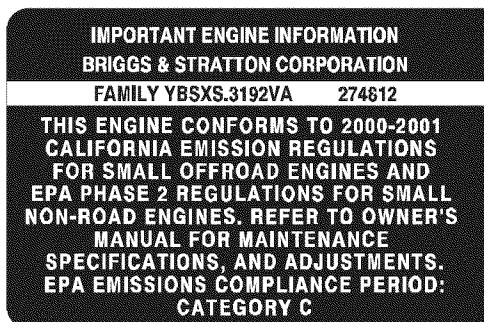 IMPORTANT ENGINE INFORMATION
BRIGGS & STRATTON CORPORATION
FAMILY YBSXS.3192VA 274812
THIS ENGINE CONFORMS TO 2000-2001
CALIFORNIA EMISSION REGULATIONS
FOR SMALL OFFROAD ENGINES AND
EPA PHASE 2 REGULATIONS FOR SMALL
NON-ROAD ENGINES. REFER TO OWNER'S
MANUAL FOR MAINTENANCE
SPECIFICATIONS, AND ADJUSTMENTS.
EPA EMISSIONS COMPLIANCE PERIOD:
CATEGORY C